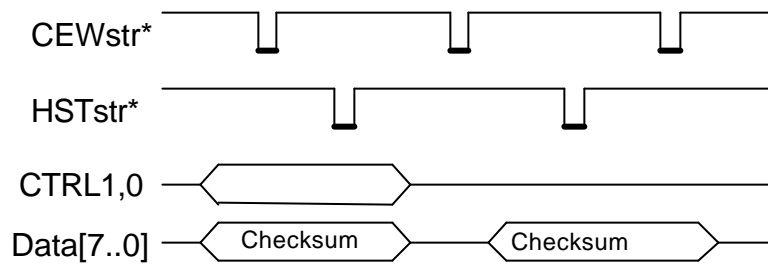 CEWstr*
HSTstr*
CTRL1,0
Data[7..0] Checksum Checksum